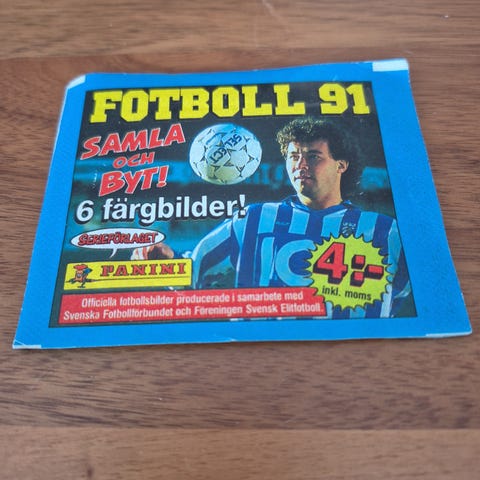 FOTBOLL 91
SAMLA
OCH
BYT!
SELECT
6 färgbilder!
SERIEFÖRLAGET
PANINI
4:-
inkl. moms
Officiella fotbollsbilder producerade i samarbete med
Svenska Fotbollförbundet och Föreningen Svensk Elitfotboll.